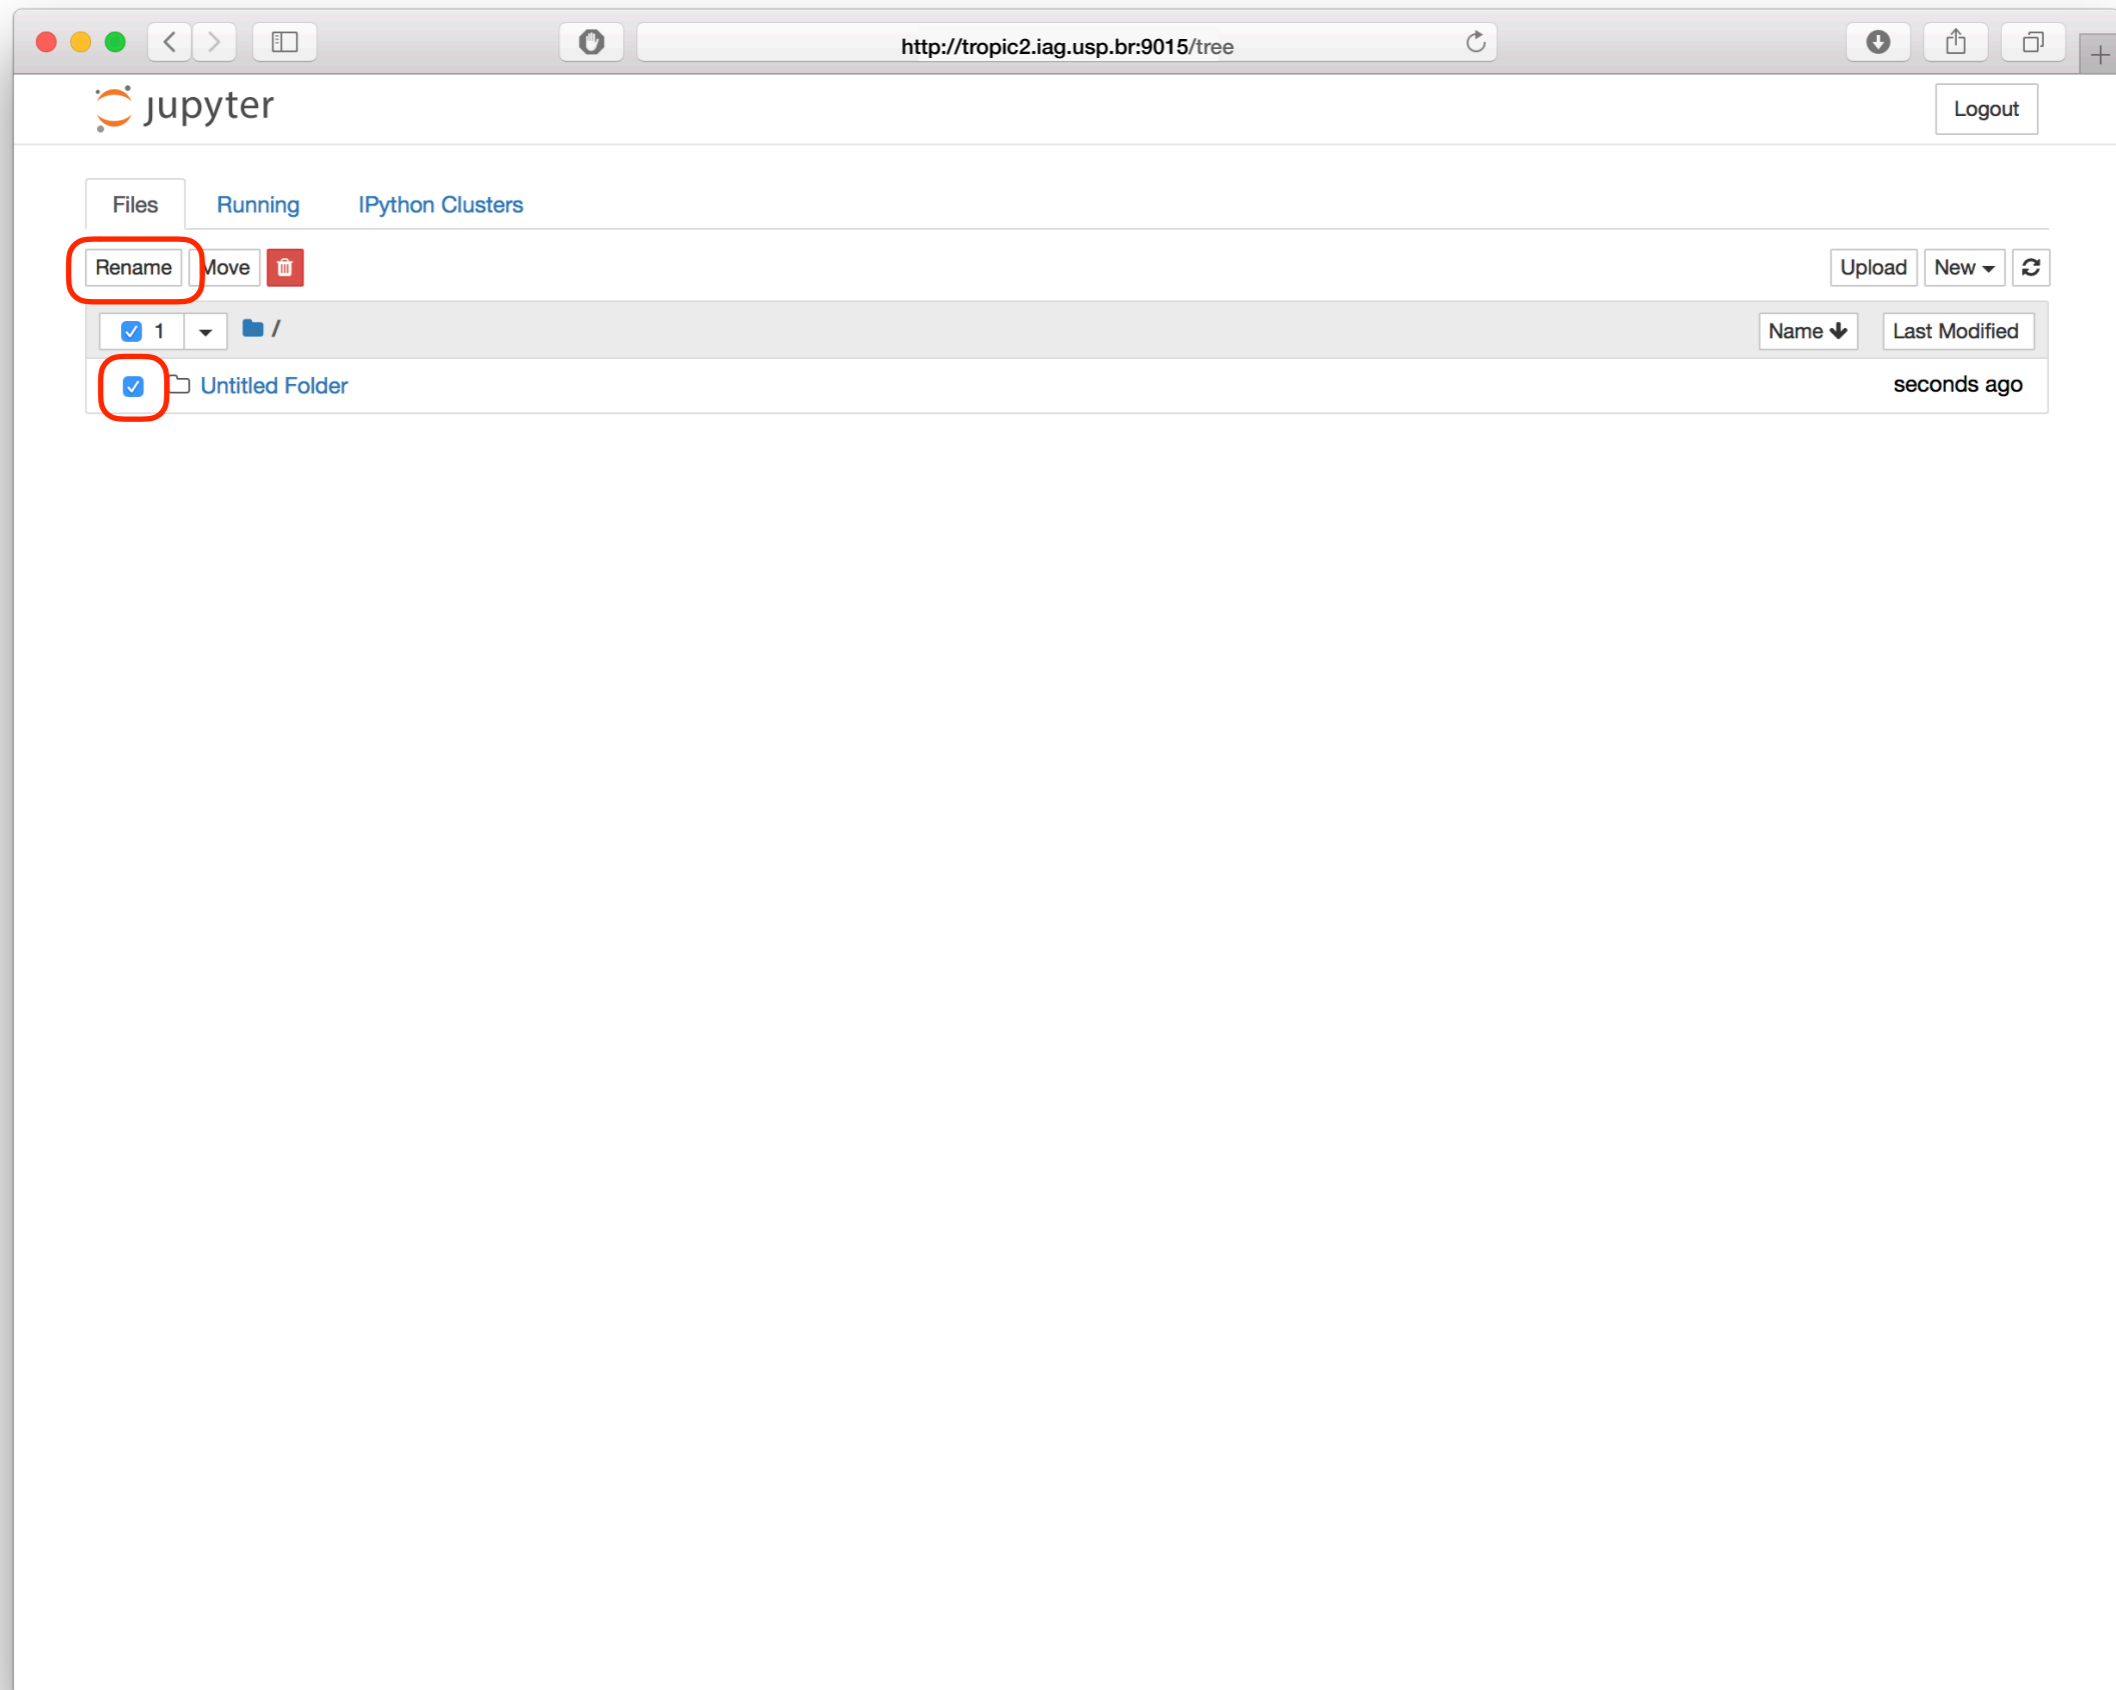 http://tropic2.iag.usp.br:9015/tree
jupyter
Logout
Files Running IPython Clusters
Rename Move Upload New
1 / Name Last Modified
Untitled Folder seconds ago